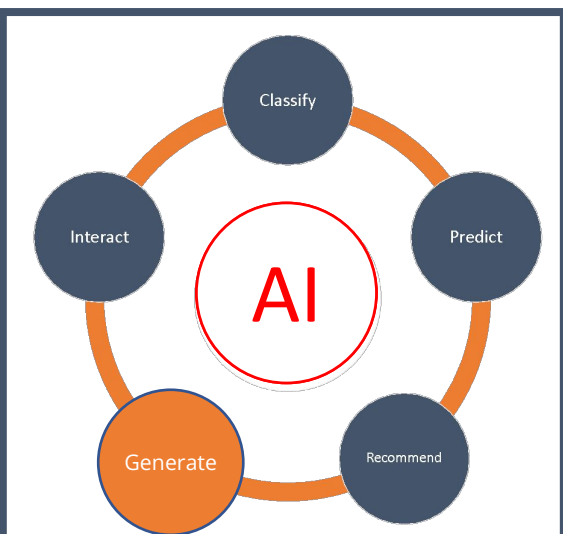 Classify
Interact
Predict
AI
Generate
Recommend